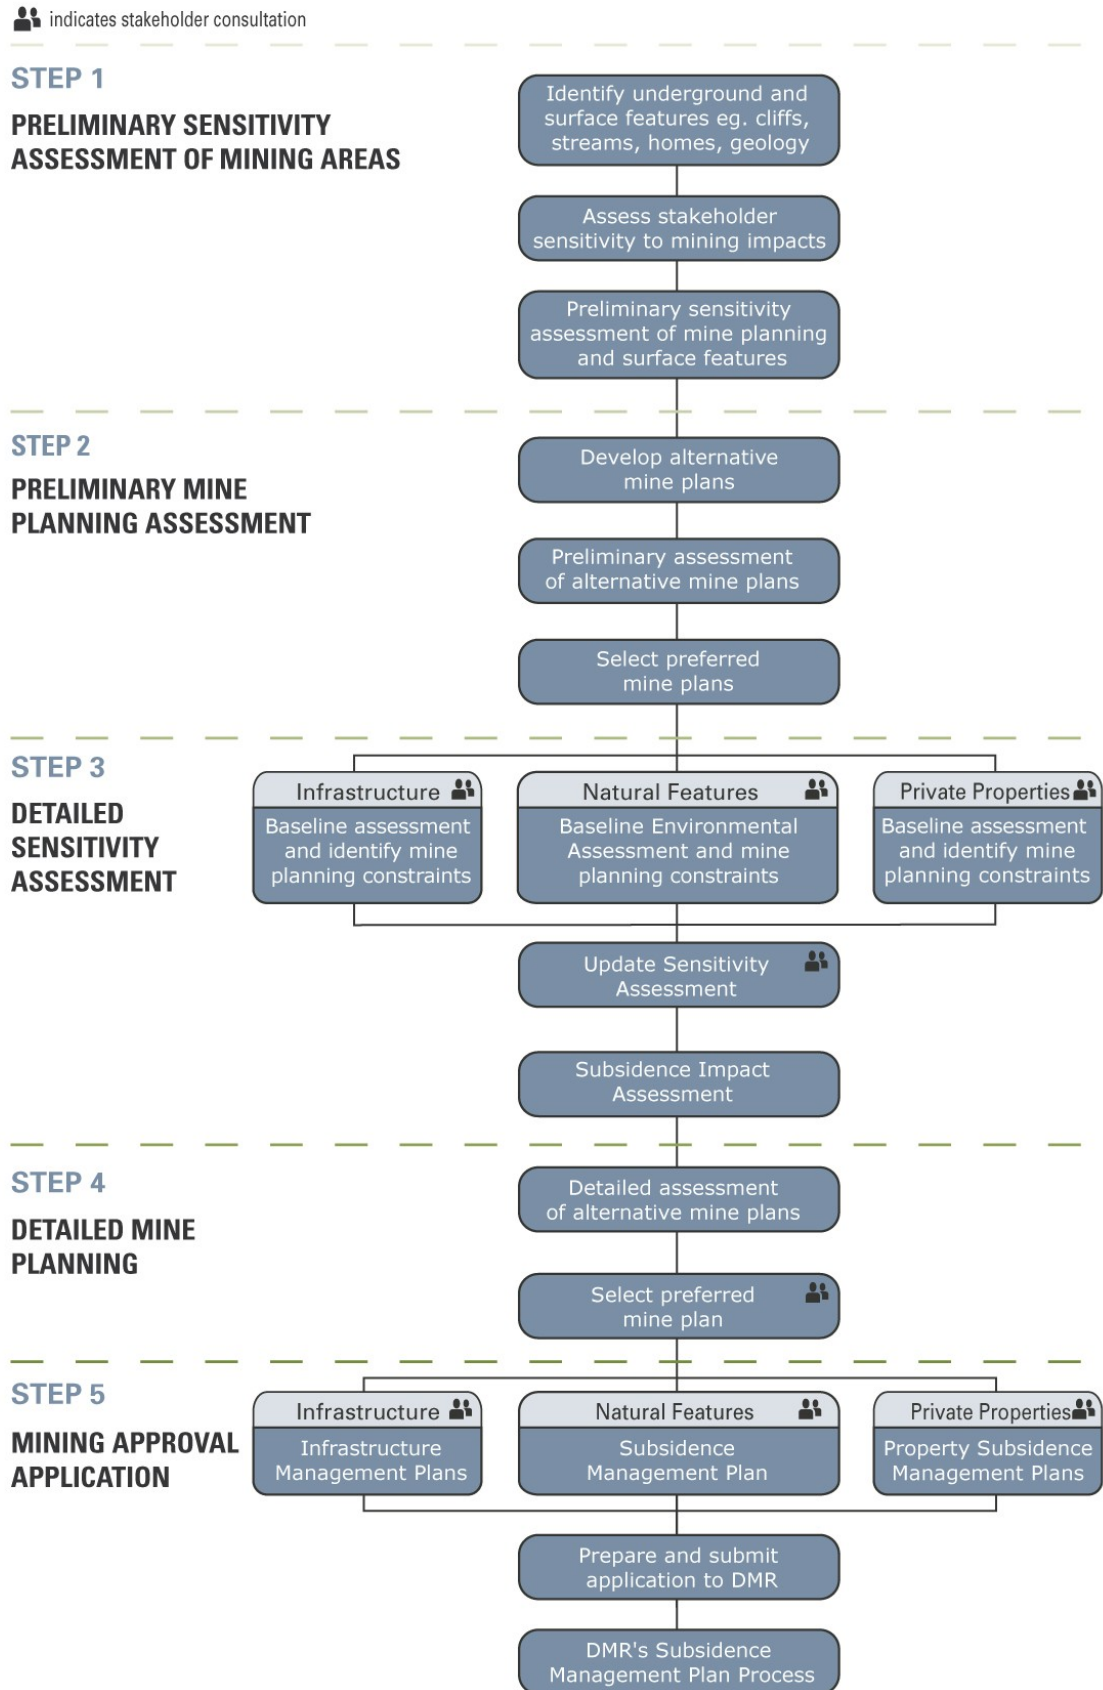 indicates stakeholder consultation
STEP 1
PRELIMINARY SENSITIVITY
ASSESSMENT OF MINING AREAS
Identify underground and
surface features eg. cliffs,
streams, homes, geology
Assess stakeholder
sensitivity to mining impacts
Preliminary sensitivity
assessment of mine planning
and surface features
STEP 2
PRELIMINARY MINE
PLANNING ASSESSMENT
Develop alternative
mine plans
Preliminary assessment
of alternative mine plans
Select preferred
mine plans
STEP 3
DETAILED
SENSITIVITY
ASSESSMENT
Infrastructure
Baseline assessment
and identify mine
planning constraints
Natural Features
Baseline Environmental
Assessment and mine
planning constraints
Private Properties
Baseline assessment
and identify mine
planning constraints
Update Sensitivity
Assessment
Subsidence Impact
Assessment
STEP 4
DETAILED MINE
PLANNING
Detailed assessment
of alternative mine plans
Select preferred
mine plan
STEP 5
MINING APPROVAL
APPLICATION
Infrastructure
Infrastructure
Management Plans
Natural Features
Subsidence
Management Plan
Private Properties
Property Subsidence
Management Plans
Prepare and submit
application to DMR
DMR's Subsidence
Management Plan Process